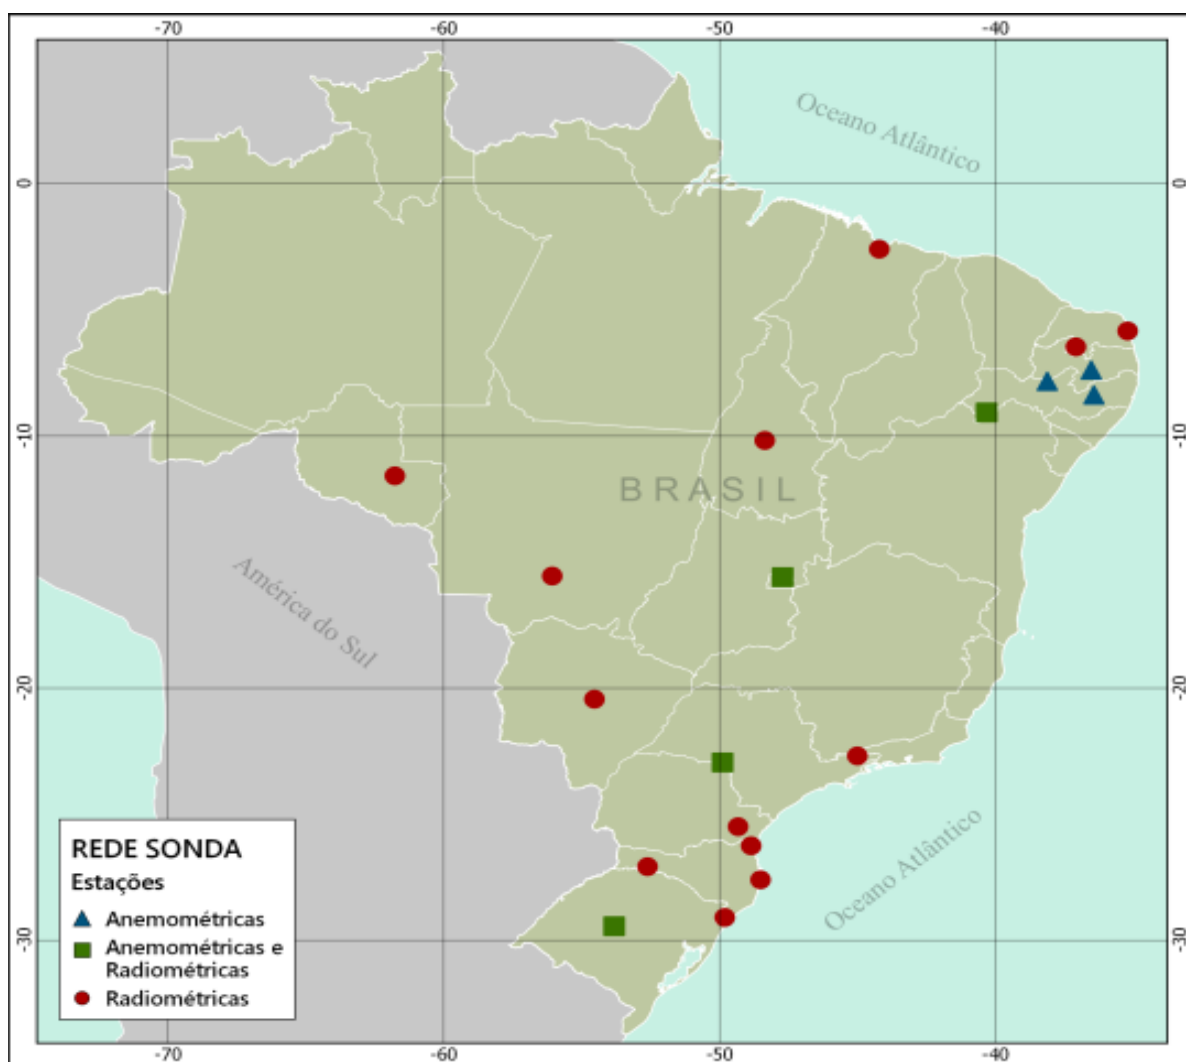 -70 -60 -50 -40
Oceano Atlântico
0 0
-10 -10
BRASIL
América do Sul
-20 -20
REDE SONDA
Estações
Anemométricas
Anemométricas e
Radiométricas
Radiométricas
Oceano Atlântico
-30 -30
-70 -60 -50 -40